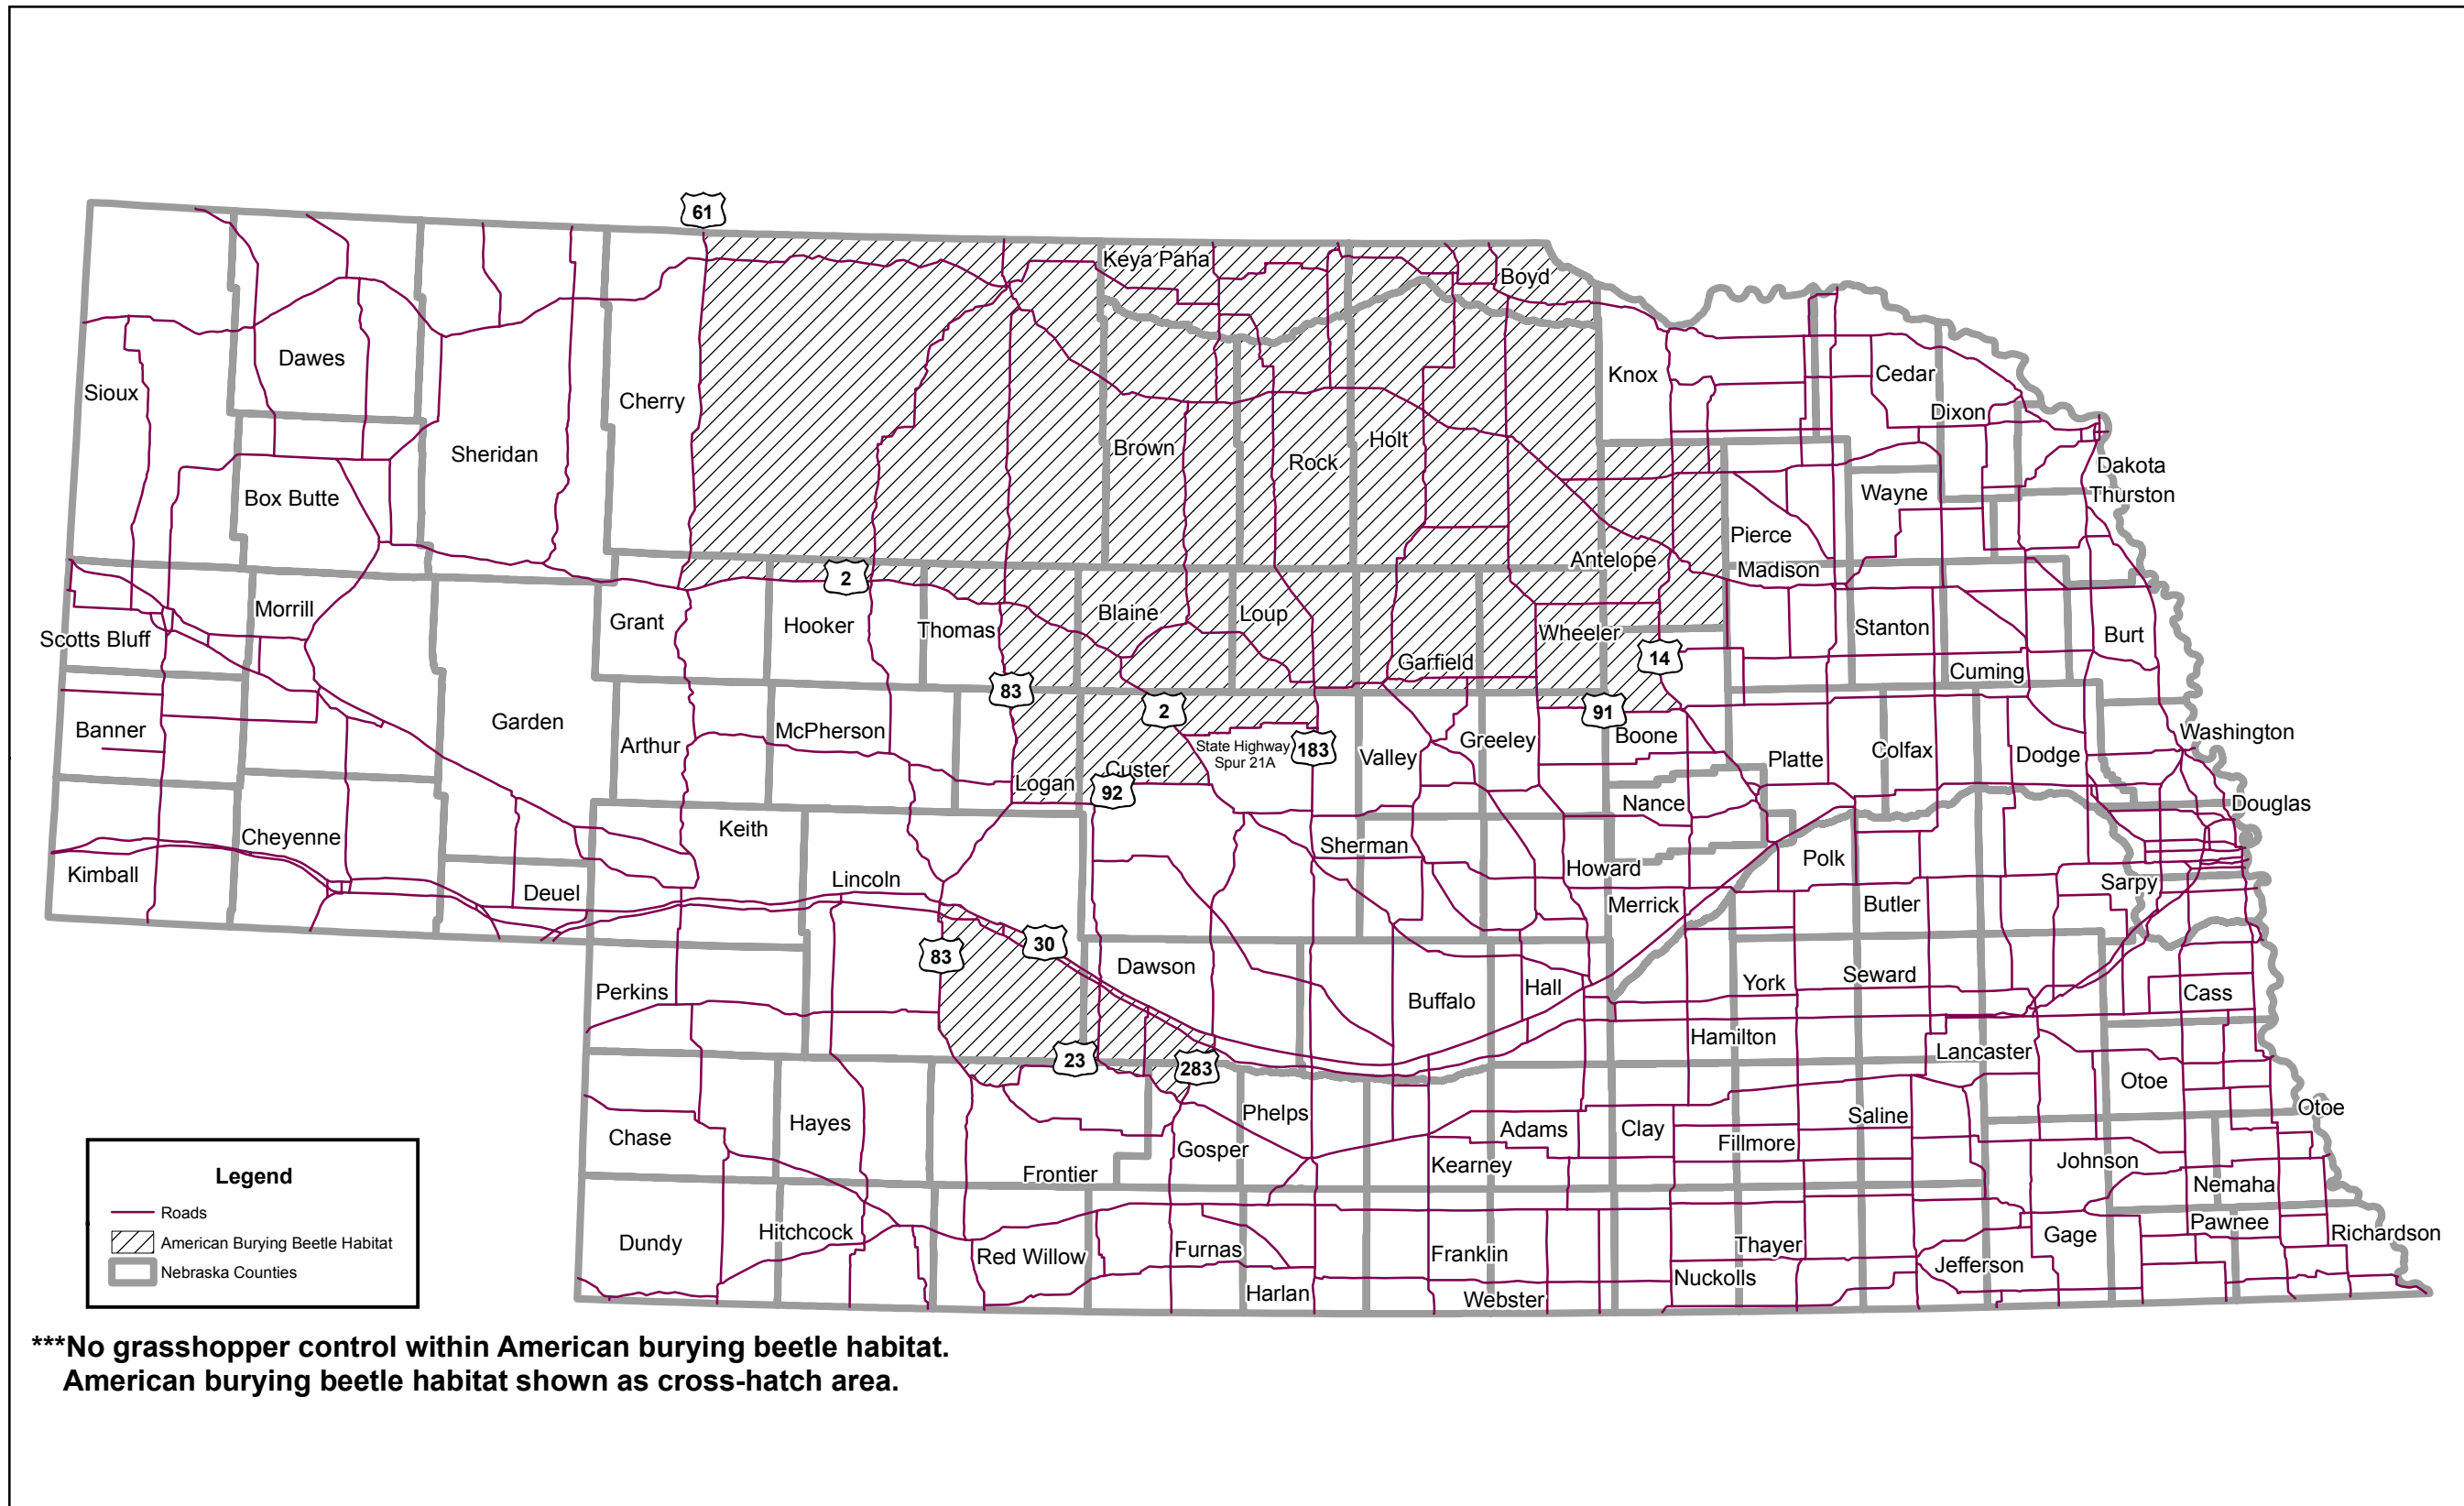 61
Keya Paha
Boyd
Dawes
Sioux
Cherry
Knox
Cedar
Dixon
Sheridan
Brown
Rock
Holt
Dakota
Thurston
Box Butte
Wayne
Pierce
Antelope
Madison
2
Morrill
Scotts Bluff
Grant
Hooker
Thomas
Blaine
Loup
Wheeler
Garfield
14
Stanton
Burt
Cuming
83
2
91
Banner
Garden
Arthur
McPherson
State Highway
Spur 21A
183
Valley
Greeley
Boone
Platte
Colfax
Dodge
Washington
Logan
Custer
92
Nance
Douglas
Cheyenne
Keith
Kimball
Deuel
Lincoln
Sherman
Howard
Polk
Sarpy
Merrick
Butler
83
30
Dawson
Perkins
Buffalo
Hall
York
Seward
Cass
Hamilton
Lancaster
23
283
Otoe
Otoe
Chase
Hayes
Phelps
Gosper
Frontier
Adams
Kearney
Clay
Fillmore
Saline
Johnson
Nemaha
Dundy
Hitchcock
Red Willow
Furnas
Harlan
Franklin
Webster
Nuckolls
Thayer
Jefferson
Gage
Pawnee
Richardson
Legend
Roads
American Burying Beetle Habitat
Nebraska Counties
***No grasshopper control within American burying beetle habitat.
American burying beetle habitat shown as cross-hatch area.